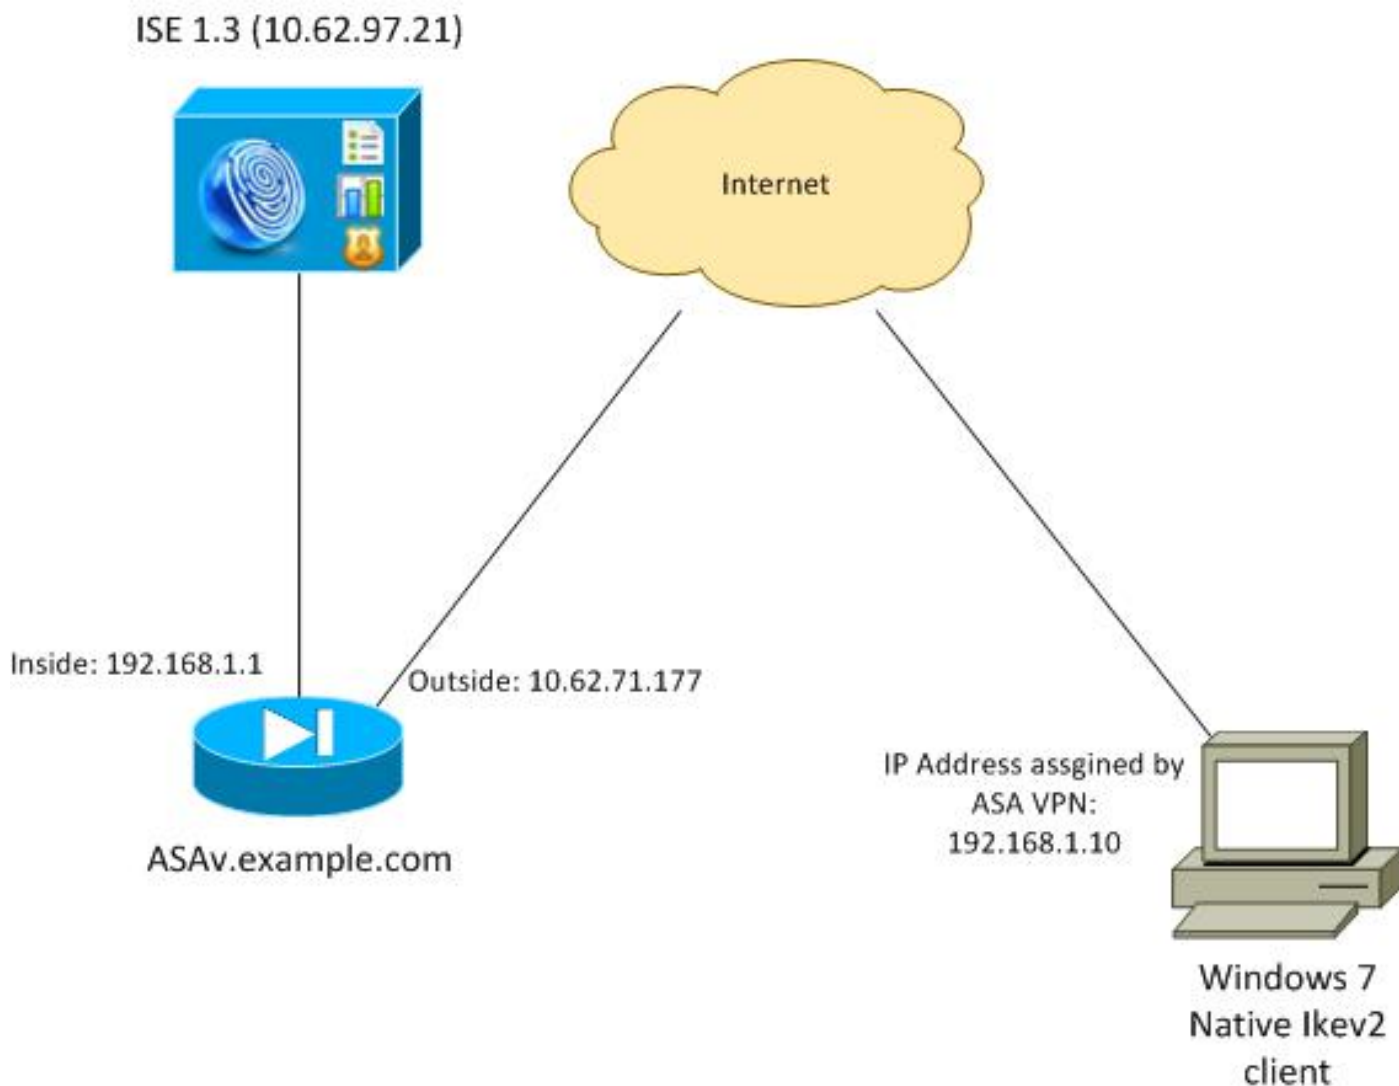 ISE 1.3 (10.62.97.21)
Internet
Inside: 192.168.1.1
Outside: 10.62.71.177
ASAv.example.com
IP Address assgined by
ASA VPN:
192.168.1.10
Windows 7
Native Ikev2
client